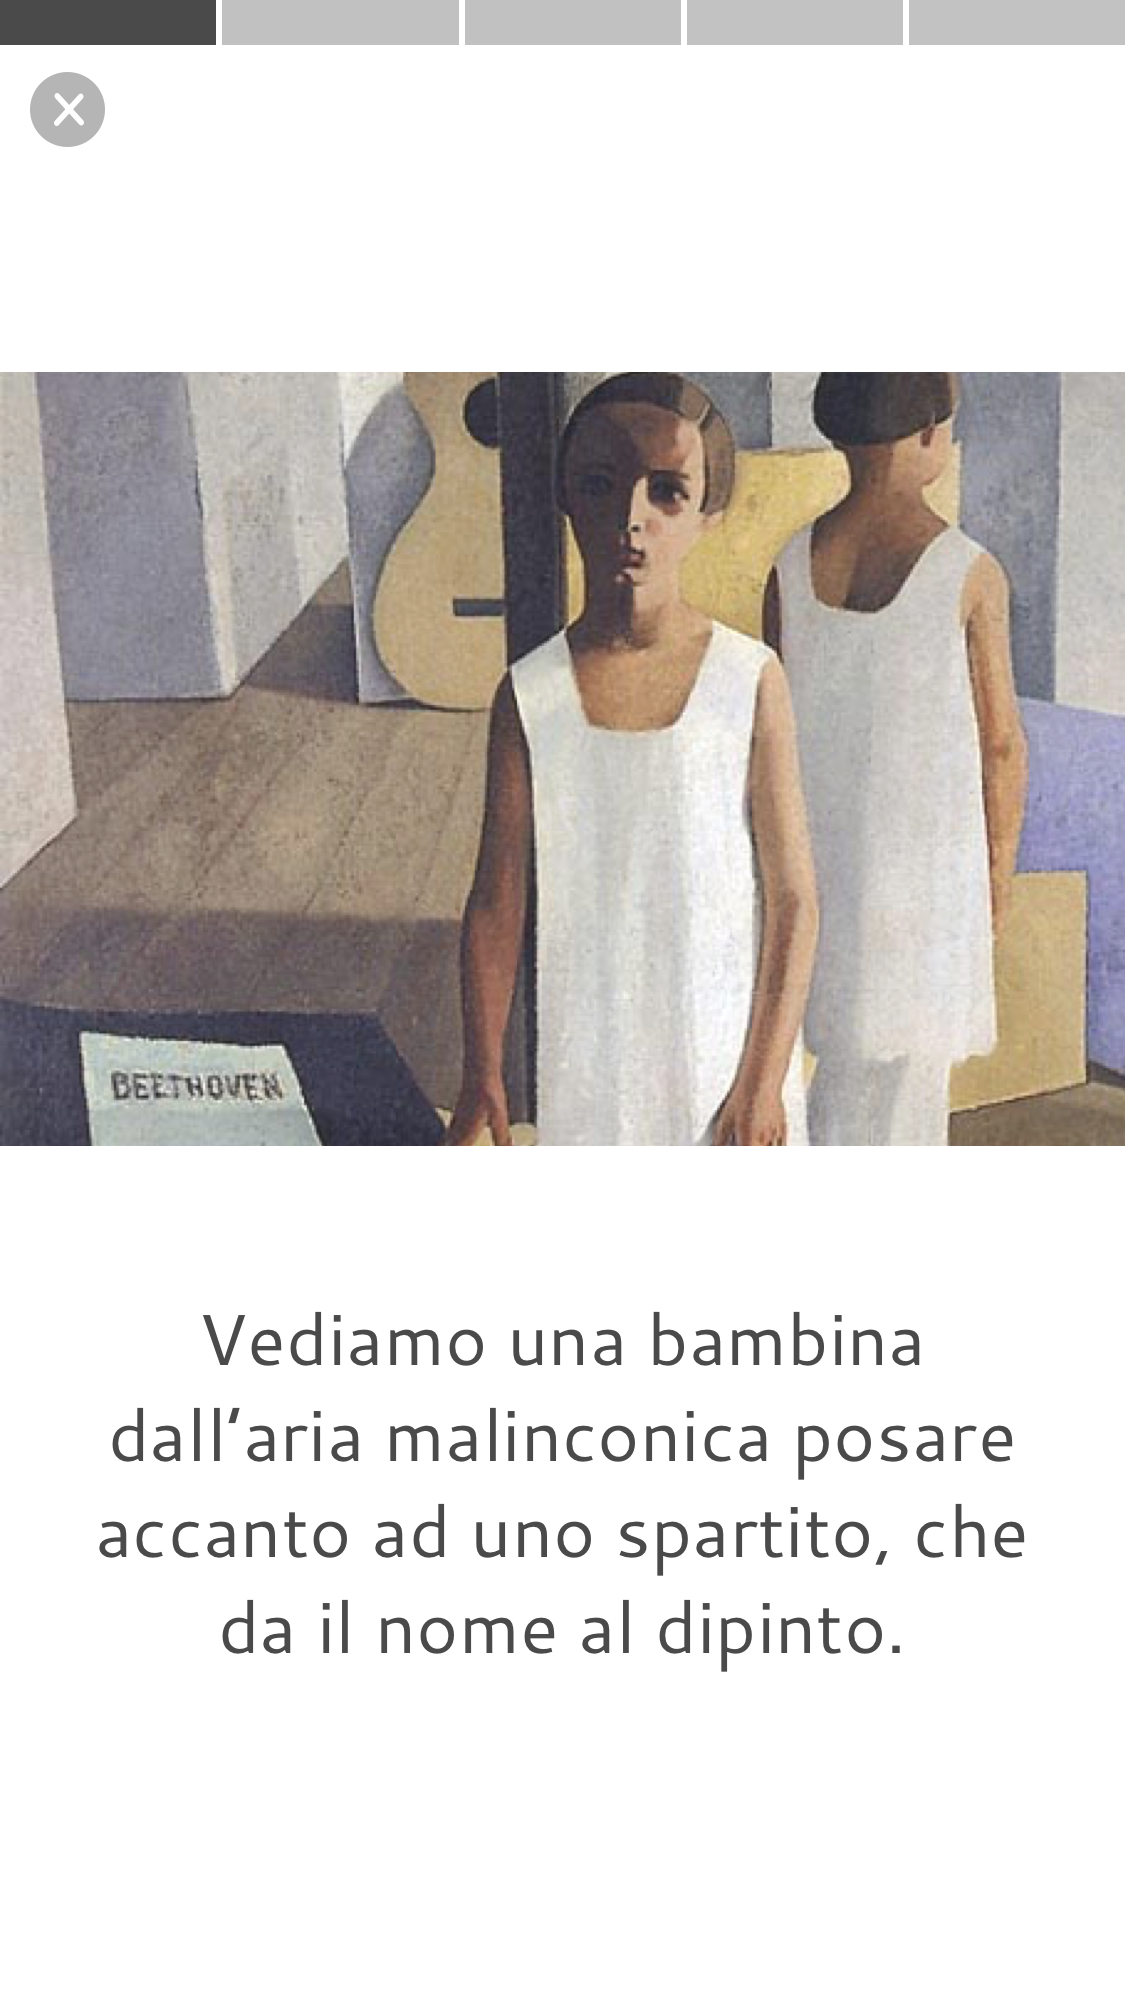 BEETHOVEN
Vediamo una bambina
dall’aria malinconica posare
accanto ad uno spartito, che
da il nome al dipinto.